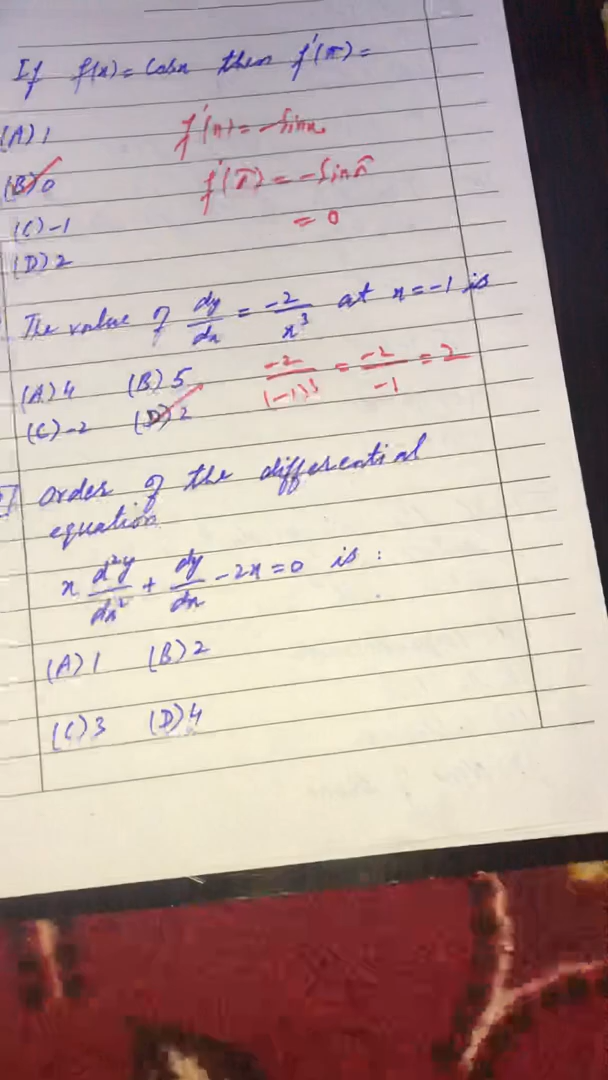 If f(x) = Cosx then f'(π) =
(A) 1
f'(x) = -Sinx
(B) 0
f'(π) = -Sinπ
(C) -1
= 0
(D) 2
The value of dy/dx = -2/x³ at x = -1 is
(A) 4 (B) 5
-2/(-1)³ = -2/-1 = 2
(C) -2 (D) 2
Order of the differential
equation
x d²y/dx² + dy/dx - 2x = 0 is :
(A) 1 (B) 2
(C) 3 (D) 4